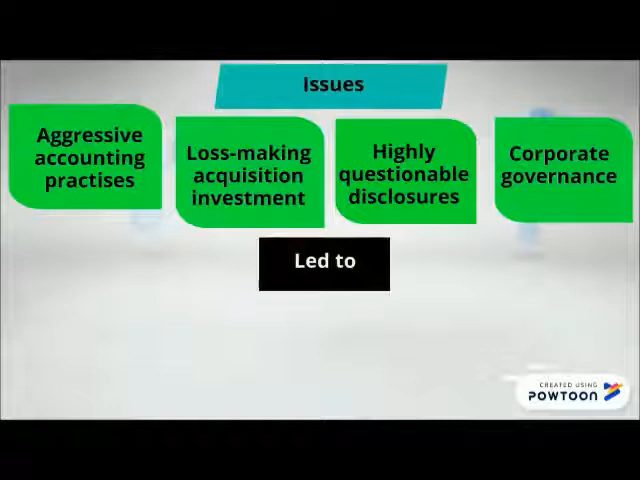 Issues
Aggressive
accounting
practises
Loss-making
acquisition
investment
Highly
questionable
disclosures
Corporate
governance
Led to
CREATED USING
POWTOON